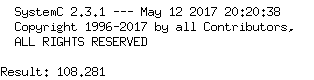 SystemC 2.3.1 --- May 12 2017 20:20:38
Copyright 1996-2017 by all Contributors,
ALL RIGHTS RESERVED
Result: 108.281